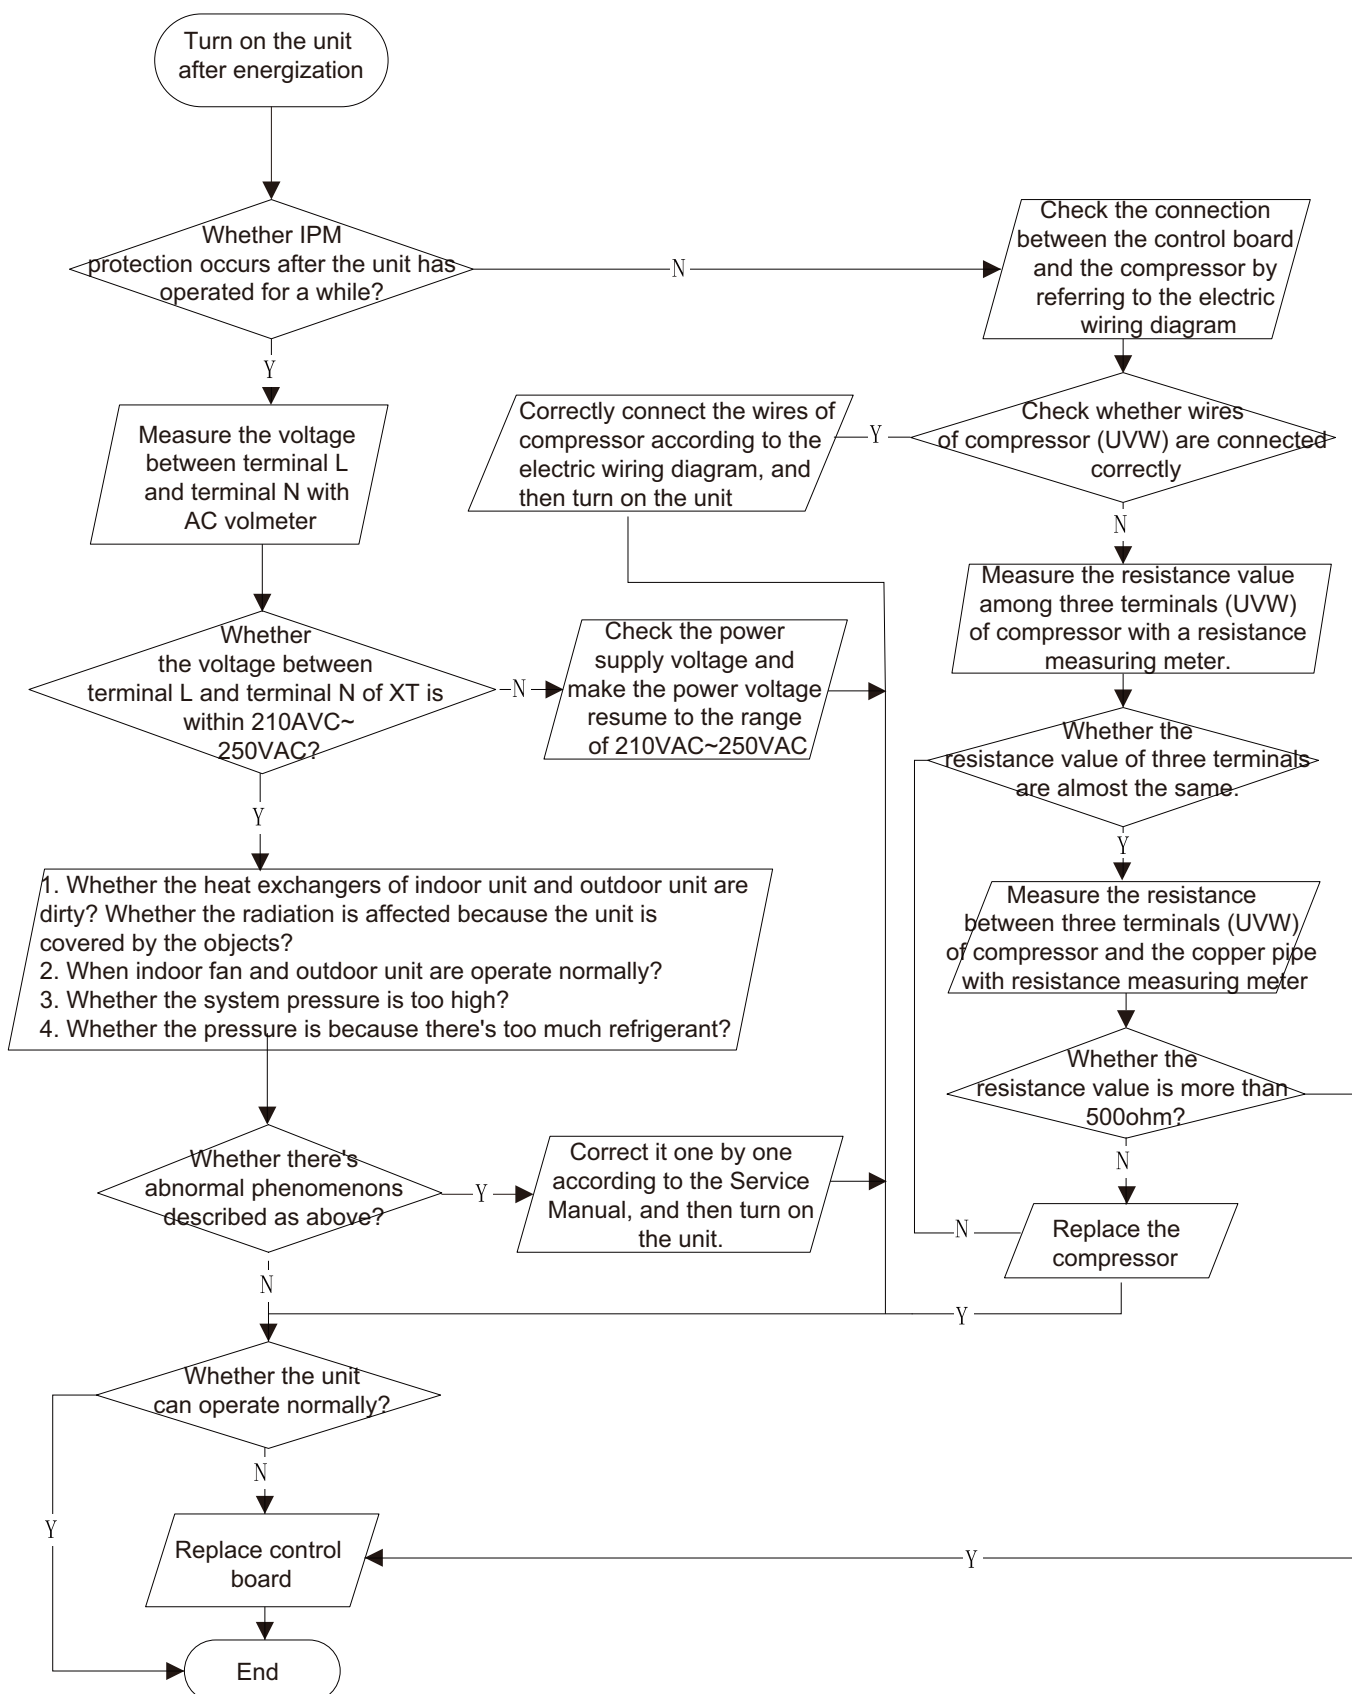 Turn on the unit
after energization
Whether IPM
protection occurs after the unit has
operated for a while?
N
Check the connection
between the control board
and the compressor by
referring to the electric
wiring diagram
Y
Measure the voltage
between terminal L
and terminal N with
AC volmeter
Correctly connect the wires of
compressor according to the
electric wiring diagram, and
then turn on the unit
Y
Check whether wires
of compressor (UVW) are connected
correctly
N
Measure the resistance value
among three terminals (UVW)
of compressor with a resistance
measuring meter.
Whether
the voltage between
terminal L and terminal N of XT is
within 210AVC~
250VAC?
N
Check the power
supply voltage and
make the power voltage
resume to the range
of 210VAC~250VAC
Whether the
resistance value of three terminals
are almost the same.
Y
Y
1. Whether the heat exchangers of indoor unit and outdoor unit are
dirty? Whether the radiation is affected because the unit is
covered by the objects?
2. When indoor fan and outdoor unit are operate normally?
3. Whether the system pressure is too high?
4. Whether the pressure is because there's too much refrigerant?
Measure the resistance
between three terminals (UVW)
of compressor and the copper pipe
with resistance measuring meter
Whether the
resistance value is more than
500ohm?
N
Whether there's
abnormal phenomenons
described as above?
Y
Correct it one by one
according to the Service
Manual, and then turn on
the unit.
N
Replace the
compressor
N
Y
Whether the unit
can operate normally?
N
Y
Replace control
board
Y
End